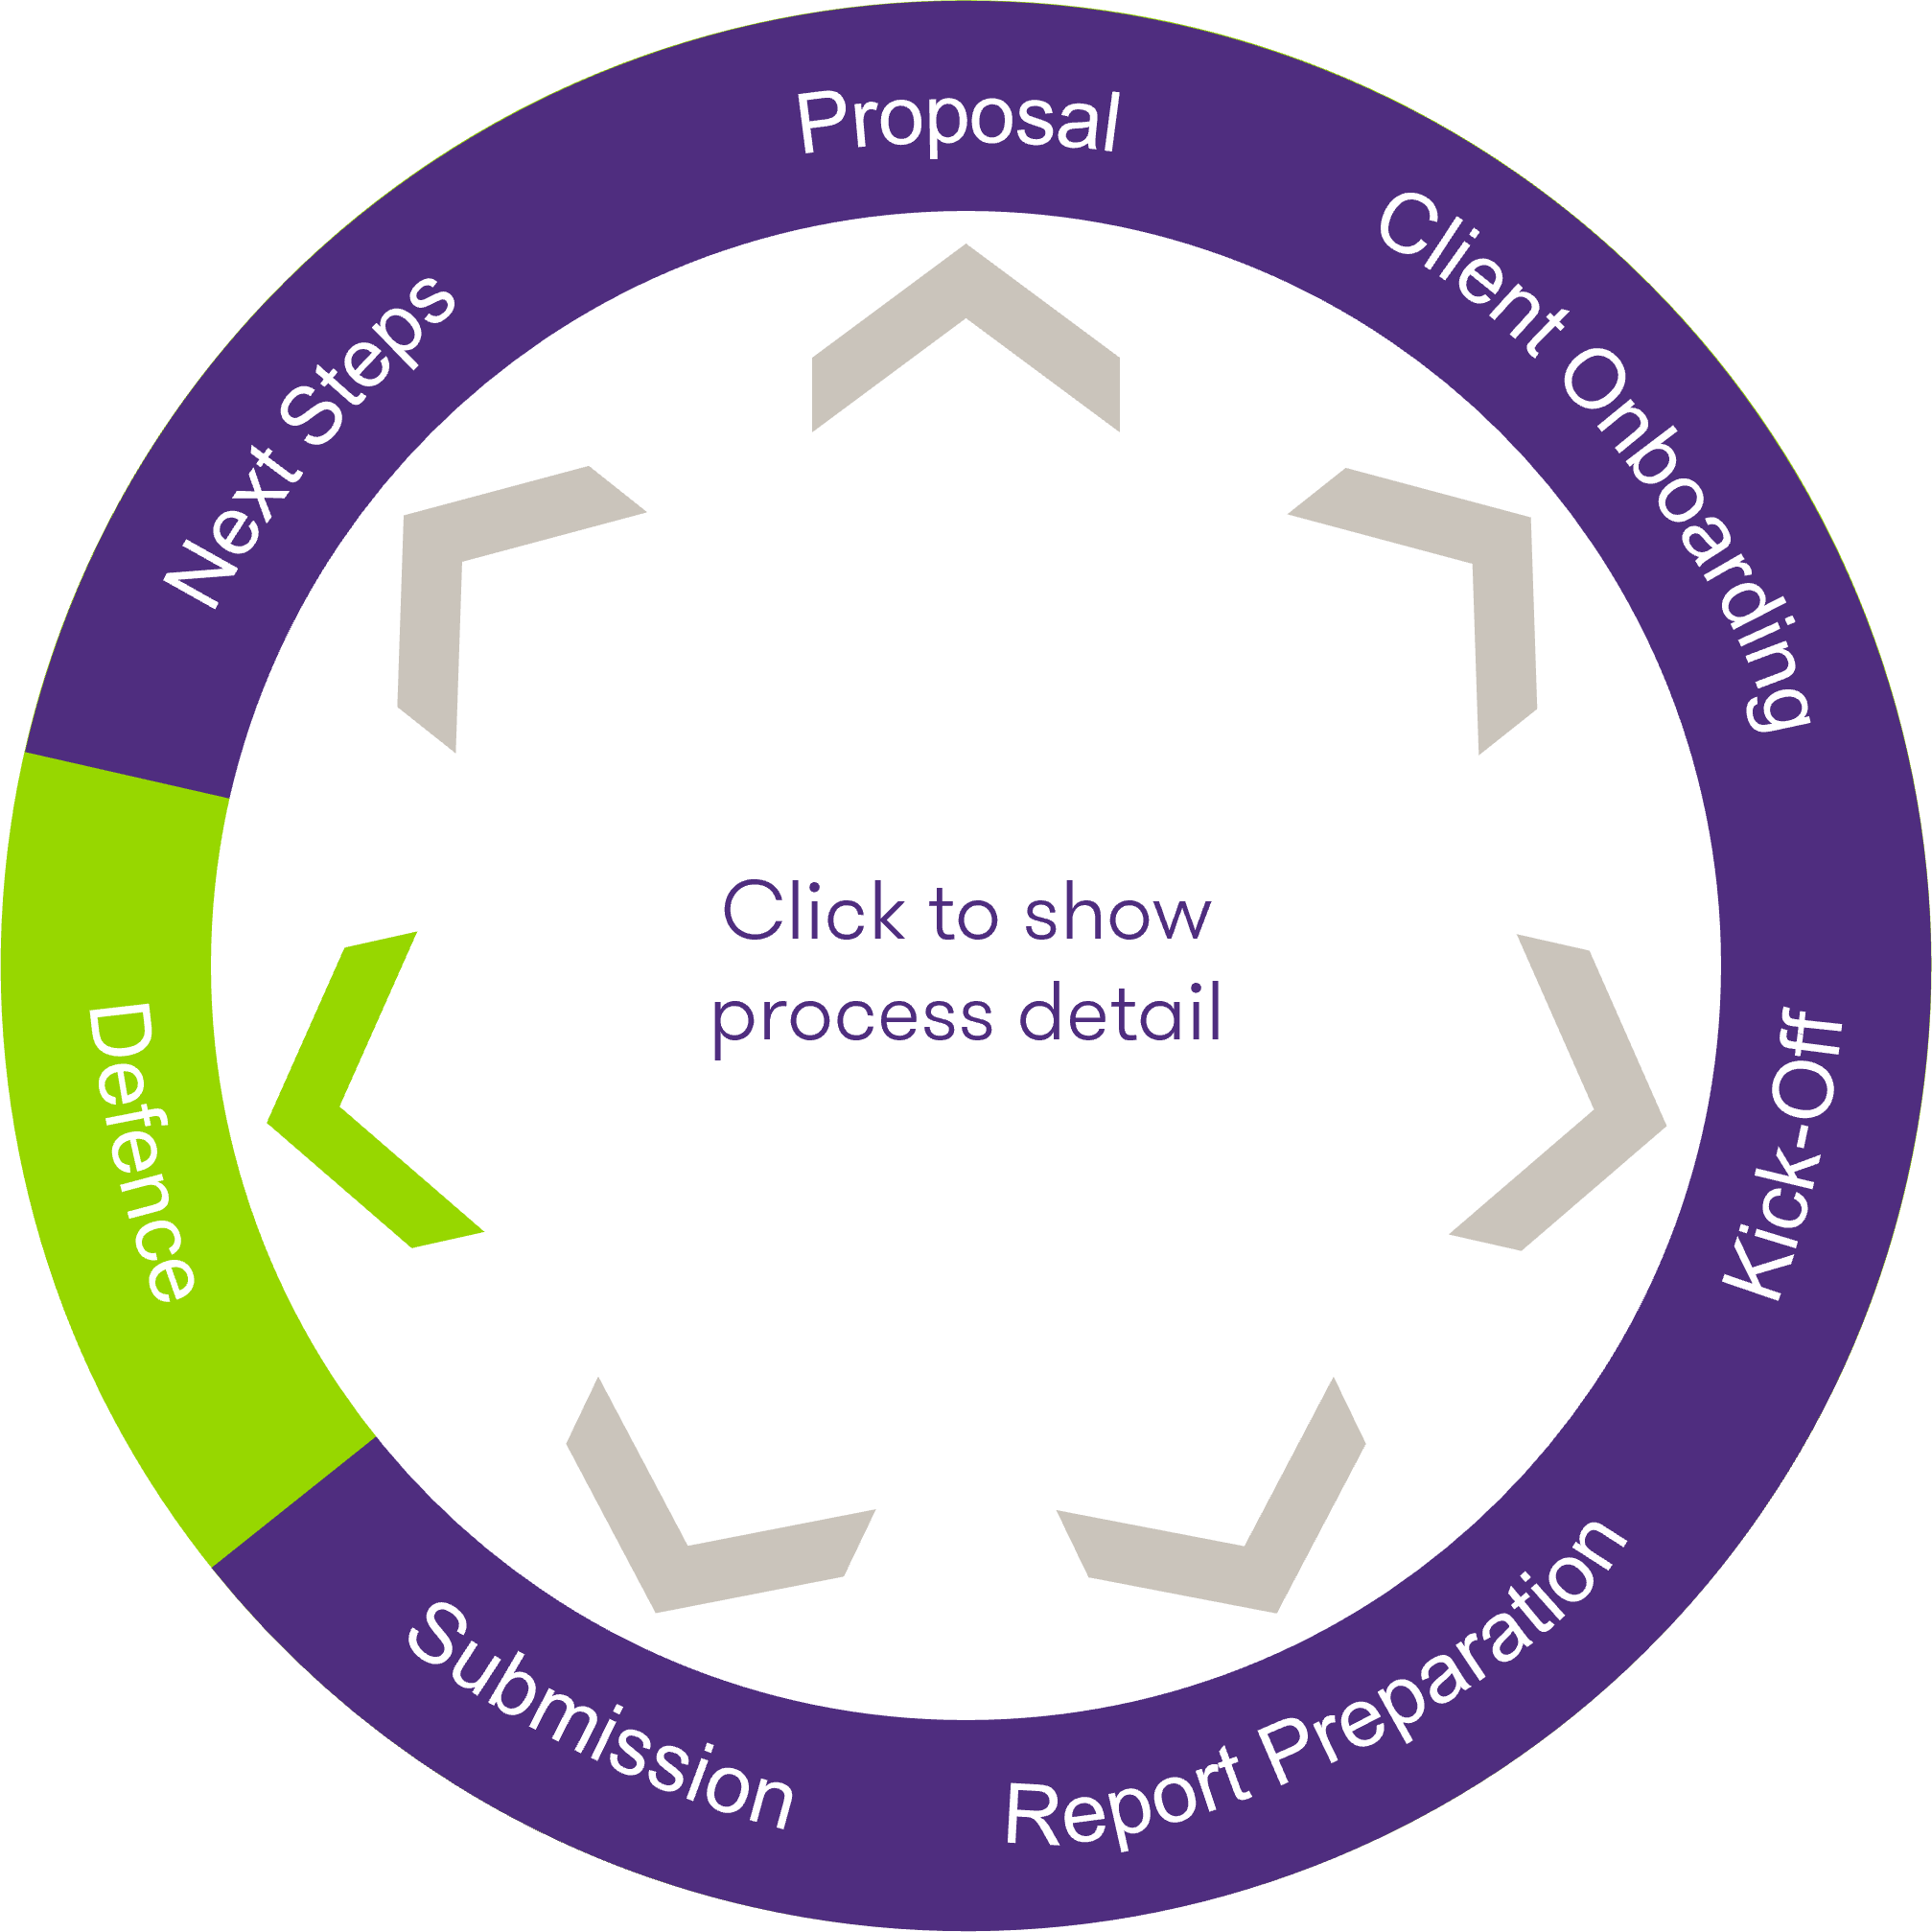 Proposal
Client Onboarding
Kick-Off
Report Preparation
Submission
Defence
Next Steps
Click to show
process detail